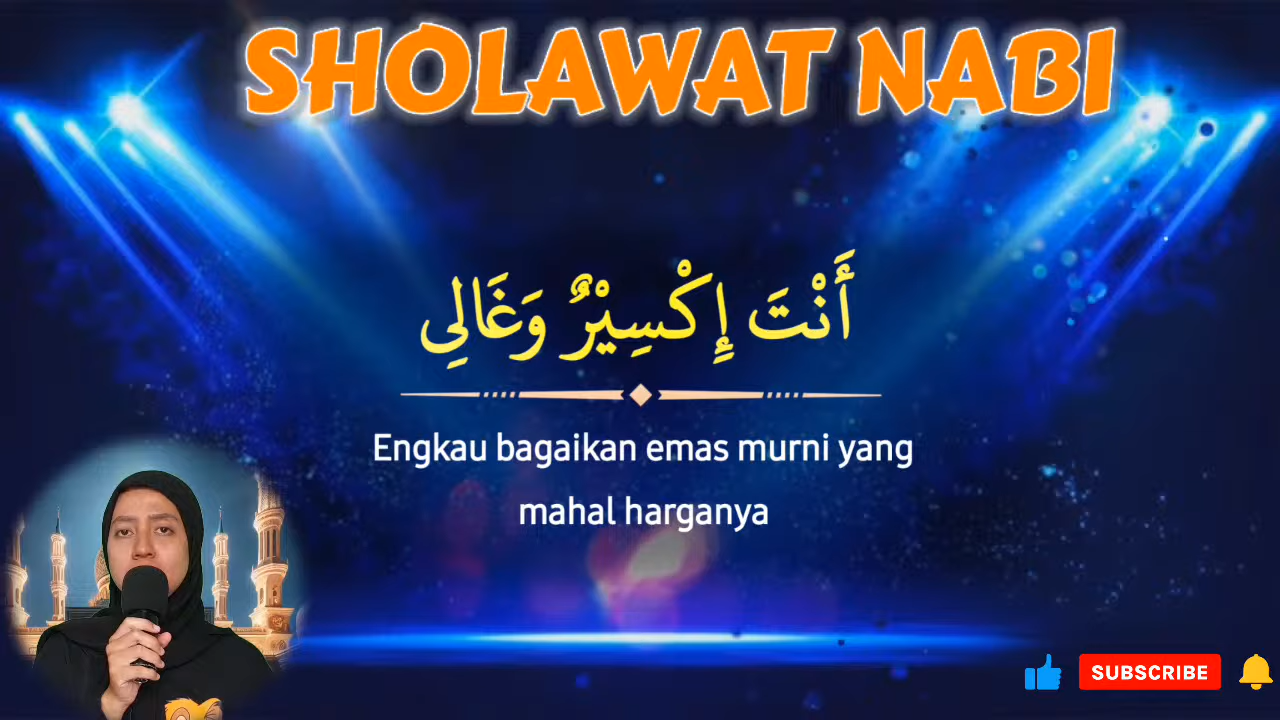 SHOLAWAT NABI
أَنْتَ إِكْسِيْرٌ وَغَالِي
Engkau bagaikan emas murni yang
mahal harganya
SUBSCRIBE